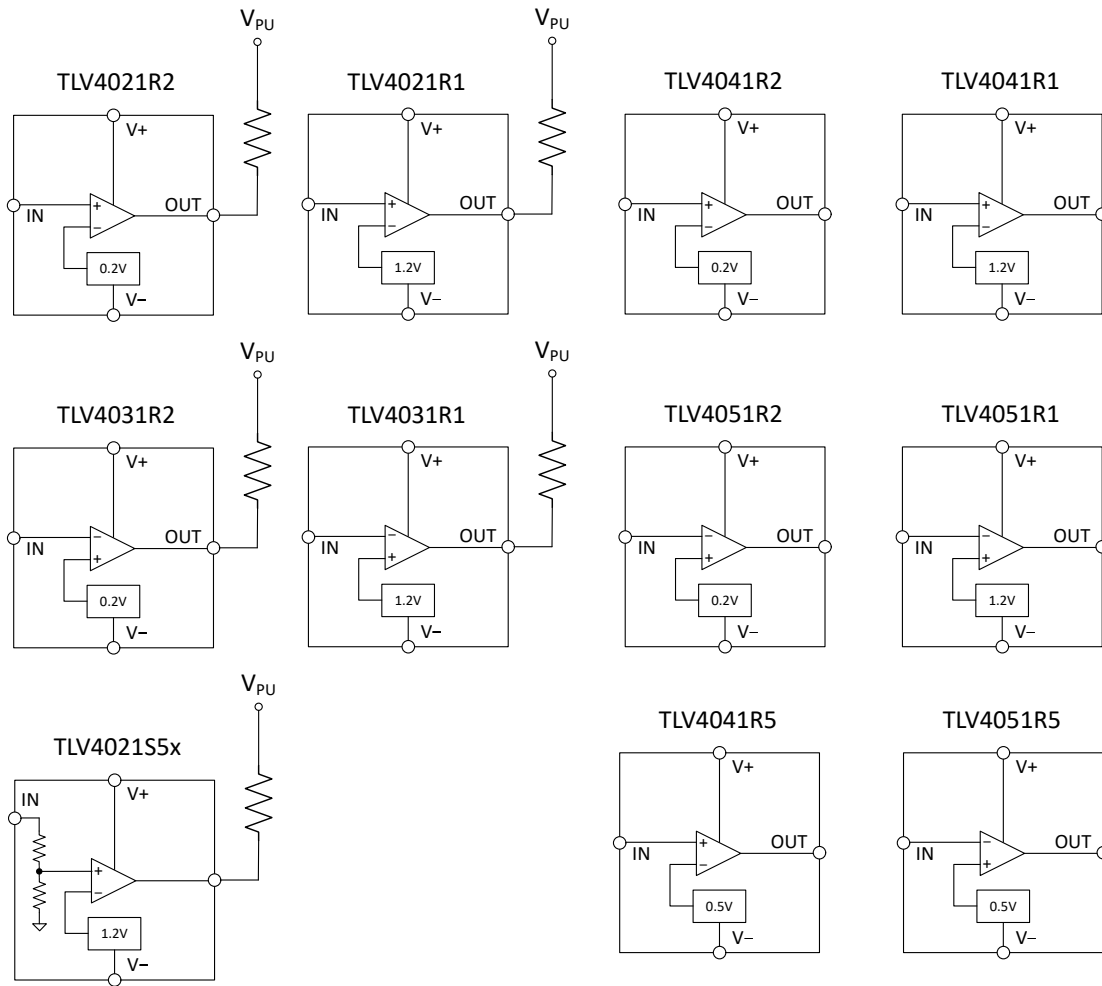 V_PU
V_PU
TLV4021R2
TLV4021R1
TLV4041R2
TLV4041R1
V+
V+
V+
V+
IN
+
−
OUT
IN
+
−
OUT
IN
+
−
OUT
IN
+
−
OUT
0.2V
1.2V
0.2V
1.2V
V−
V−
V−
V−
V_PU
V_PU
TLV4031R2
TLV4031R1
TLV4051R2
TLV4051R1
V+
V+
V+
V+
IN
−
+
OUT
IN
−
+
OUT
IN
−
+
OUT
IN
−
+
OUT
0.2V
1.2V
0.2V
1.2V
V−
V−
V−
V−
V_PU
TLV4021S5x
TLV4041R5
TLV4051R5
V+
V+
V+
IN
+
−
IN
+
−
OUT
IN
−
+
OUT
1.2V
0.5V
0.5V
V−
V−
V−